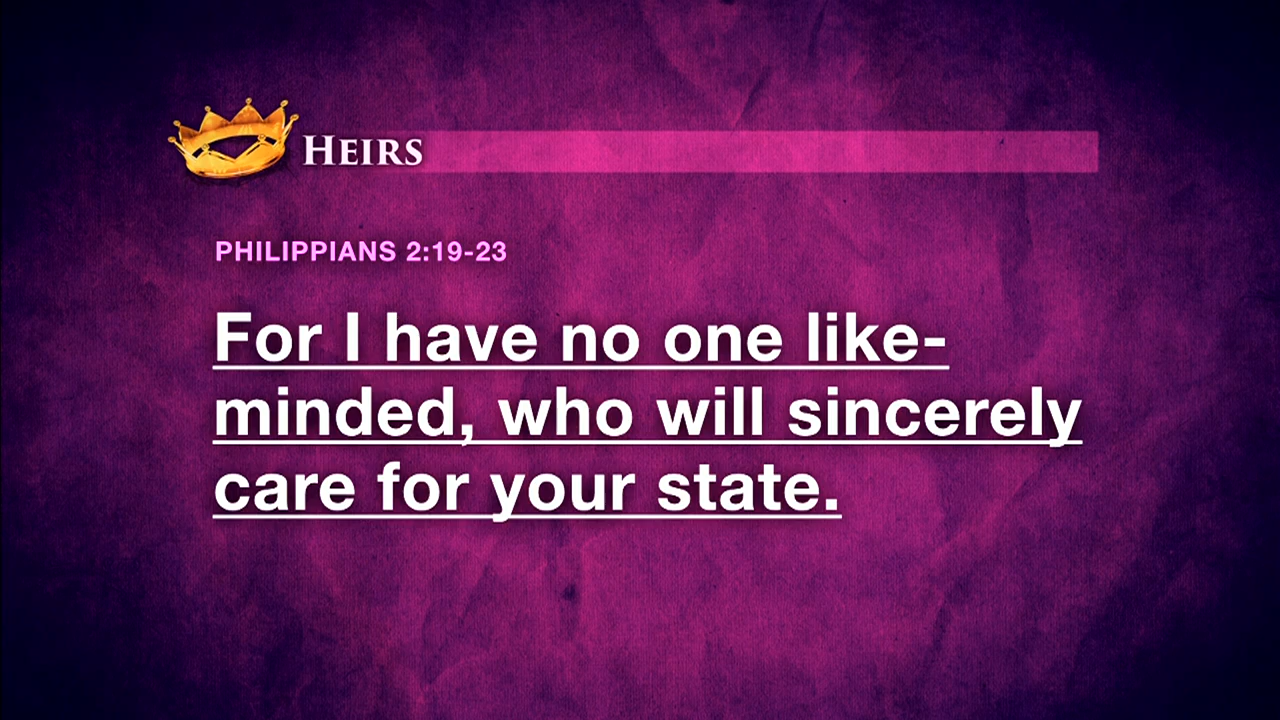 Heirs
PHILIPPIANS 2:19-23
For I have no one like-
minded, who will sincerely
care for your state.